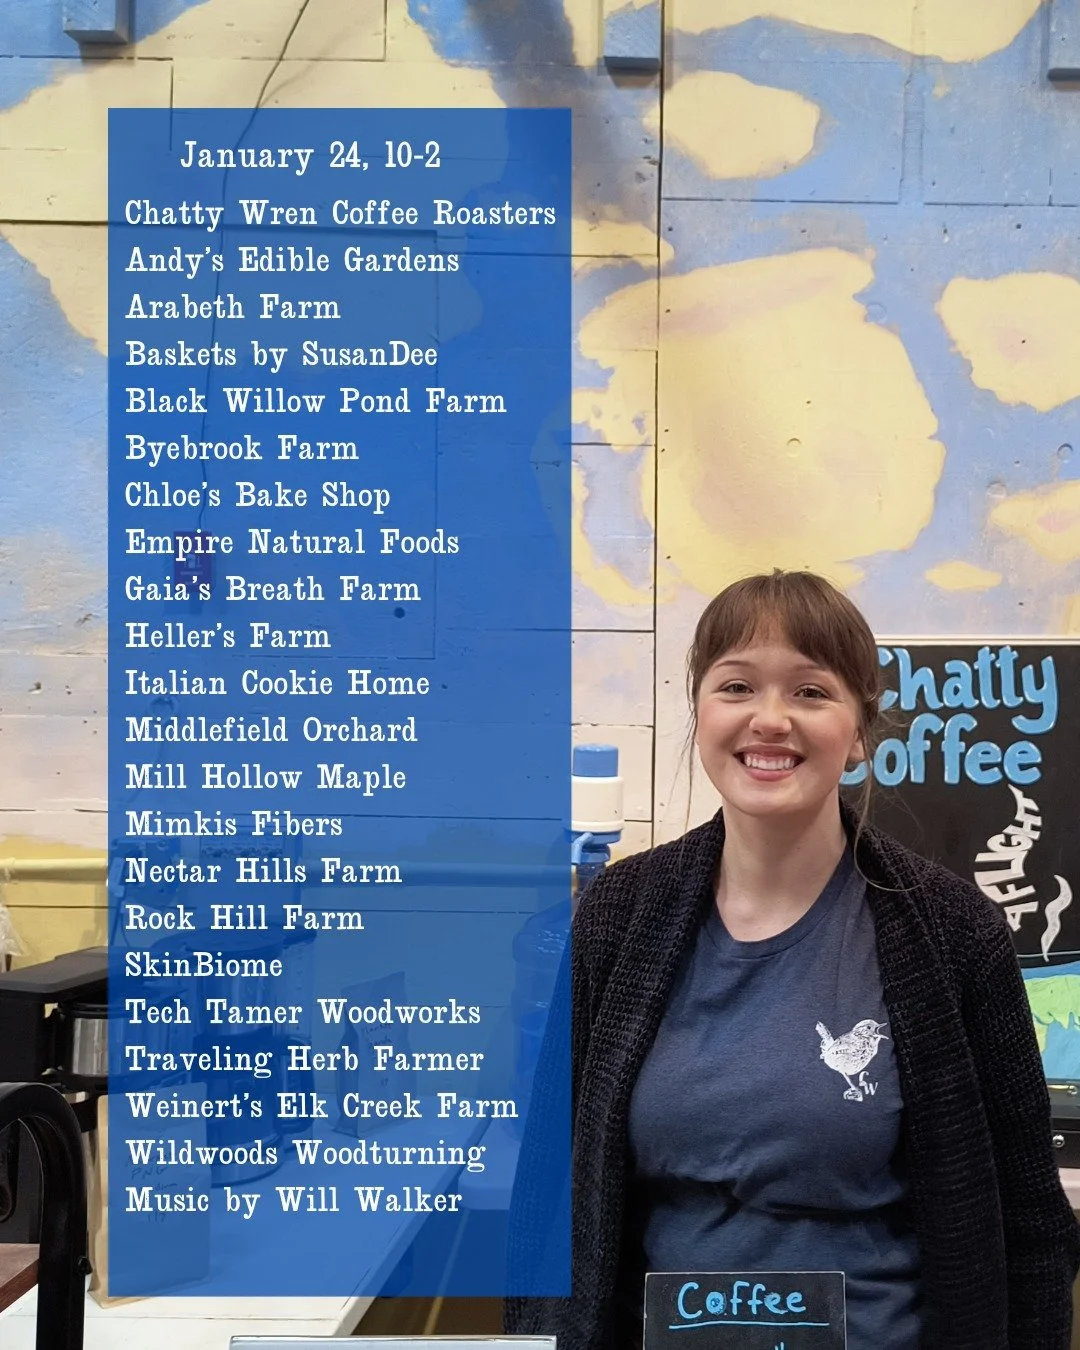 January 24, 10-2
Chatty Wren Coffee Roasters
Andy's Edible Gardens
Arabeth Farm
Baskets by SusanDee
Black Willow Pond Farm
Byebrook Farm
Chloe's Bake Shop
Empire Natural Foods
Gaia's Breath Farm
Heller's Farm
Italian Cookie Home
Middlefield Orchard
Mill Hollow Maple
Mimkis Fibers
Nectar Hills Farm
Rock Hill Farm
SkinBiome
Tech Tamer Woodworks
Traveling Herb Farmer
Weinert's Elk Creek Farm
Wildwoods Woodturning
Music by Will Walker
Chatty
Coffee
CW
Coffee